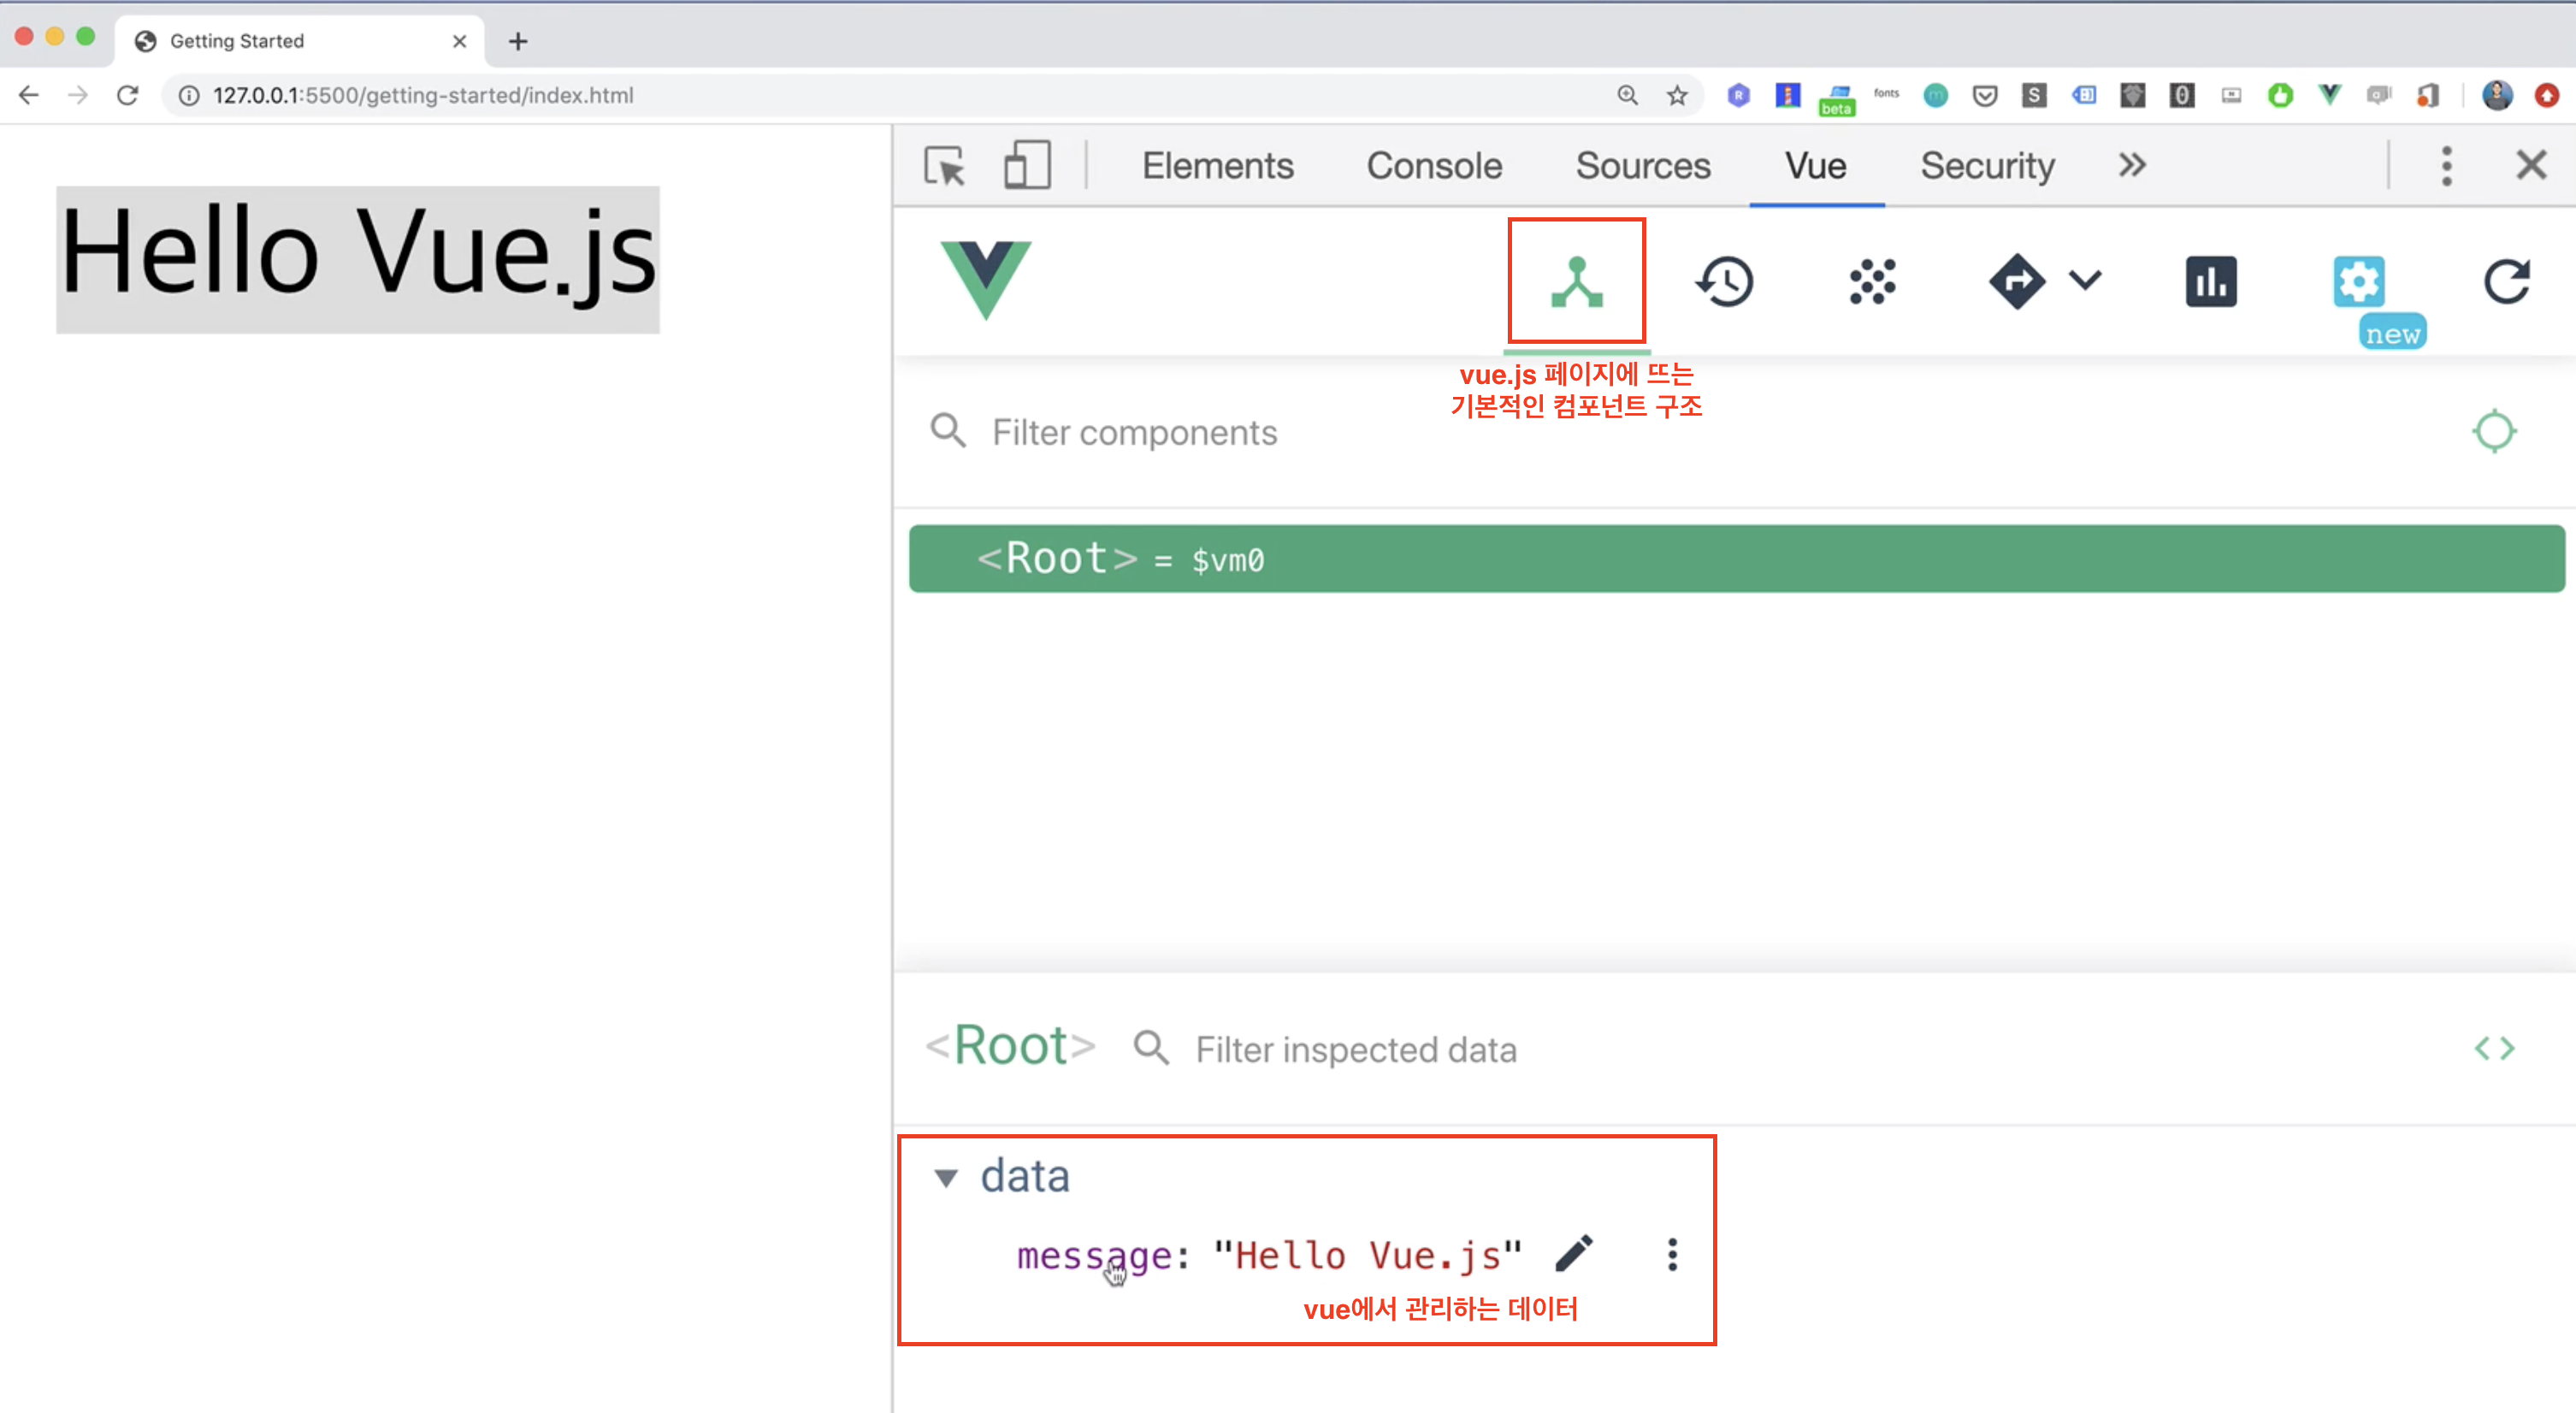 Getting Started
127.0.0.1:5500/getting-started/index.html
beta
fonts
Hello Vue.js
Elements Console Sources Vue Security
new
vue.js 페이지에 뜨는
기본적인 컴포넌트 구조
Filter components
<Root> = $vm0
<Root> Filter inspected data
data
message: "Hello Vue.js"
vue에서 관리하는 데이터